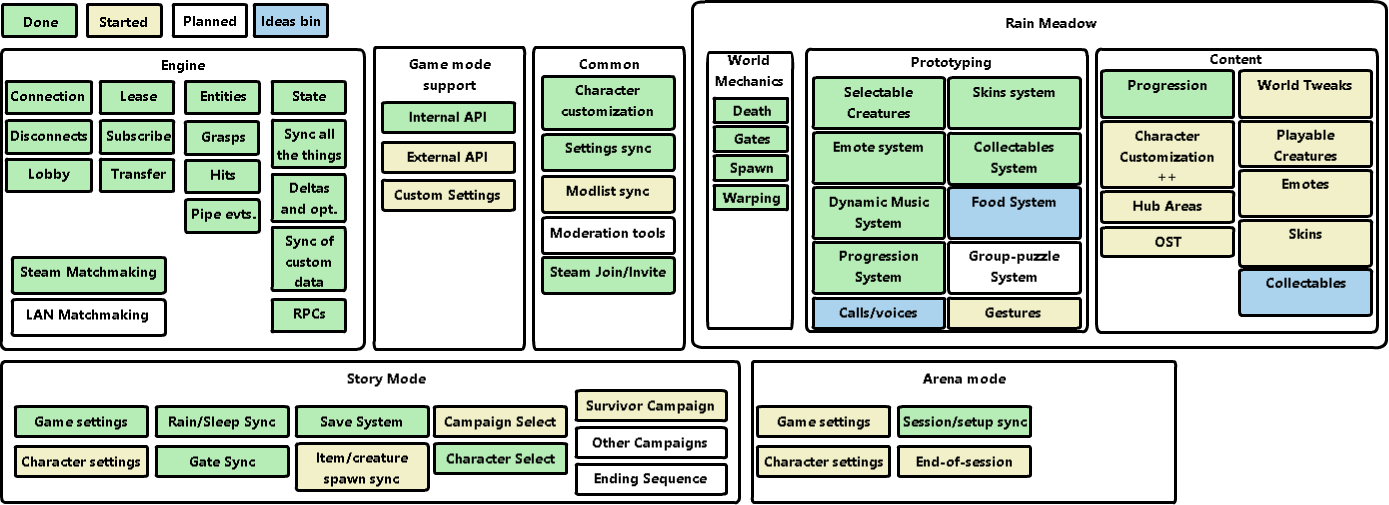 Done
Started
Planned
Ideas bin
Engine
Connection
Lease
Entities
State
Disconnects
Subscribe
Grasps
Sync all
the things
Lobby
Transfer
Hits
Deltas
and opt.
Pipe evts.
Sync of
custom
data
Steam Matchmaking
LAN Matchmaking
RPCs
Game mode
support
Internal API
External API
Custom Settings
Common
Character
customization
Settings sync
Modlist sync
Moderation tools
Steam Join/Invite
Rain Meadow
World
Mechanics
Death
Gates
Spawn
Warping
Prototyping
Selectable
Creatures
Skins system
Emote system
Collectables
System
Dynamic Music
System
Food System
Progression
System
Group-puzzle
System
Calls/voices
Gestures
Content
Progression
World Tweaks
Character
Customization
++
Playable
Creatures
Emotes
Hub Areas
Skins
OST
Collectables
Story Mode
Game settings
Rain/Sleep Sync
Save System
Campaign Select
Survivor Campaign
Character settings
Gate Sync
Item/creature
spawn sync
Character Select
Other Campaigns
Ending Sequence
Arena mode
Game settings
Session/setup sync
Character settings
End-of-session